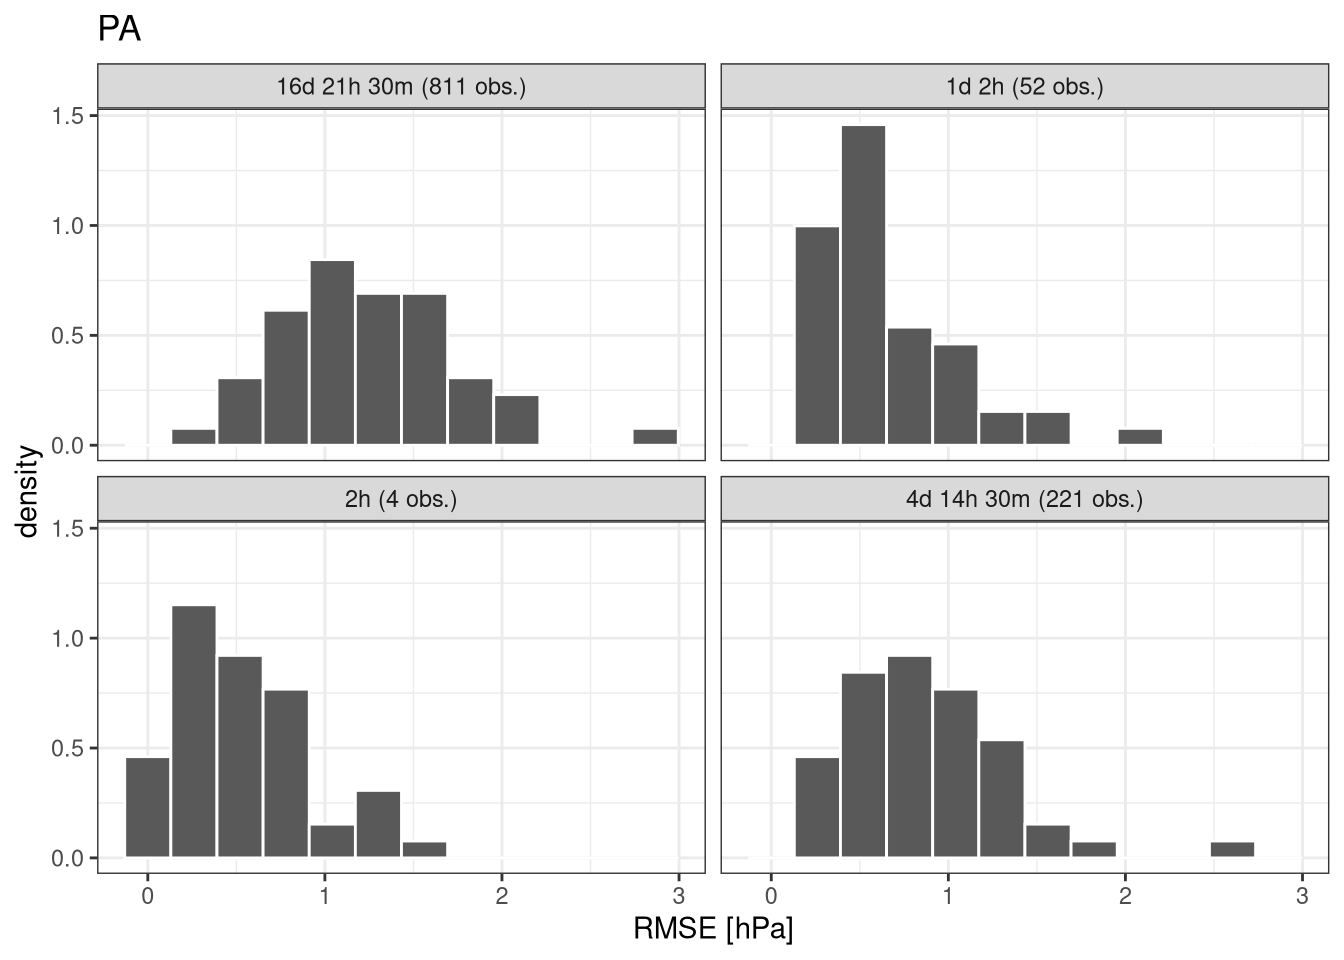 PA
16d 21h 30m (811 obs.)
1d 2h (52 obs.)
1.5
1.0
0.5
0.0
2h (4 obs.)
4d 14h 30m (221 obs.)
1.5
1.0
0.5
0.0
0 1 2 3
0 1 2 3
density
RMSE [hPa]